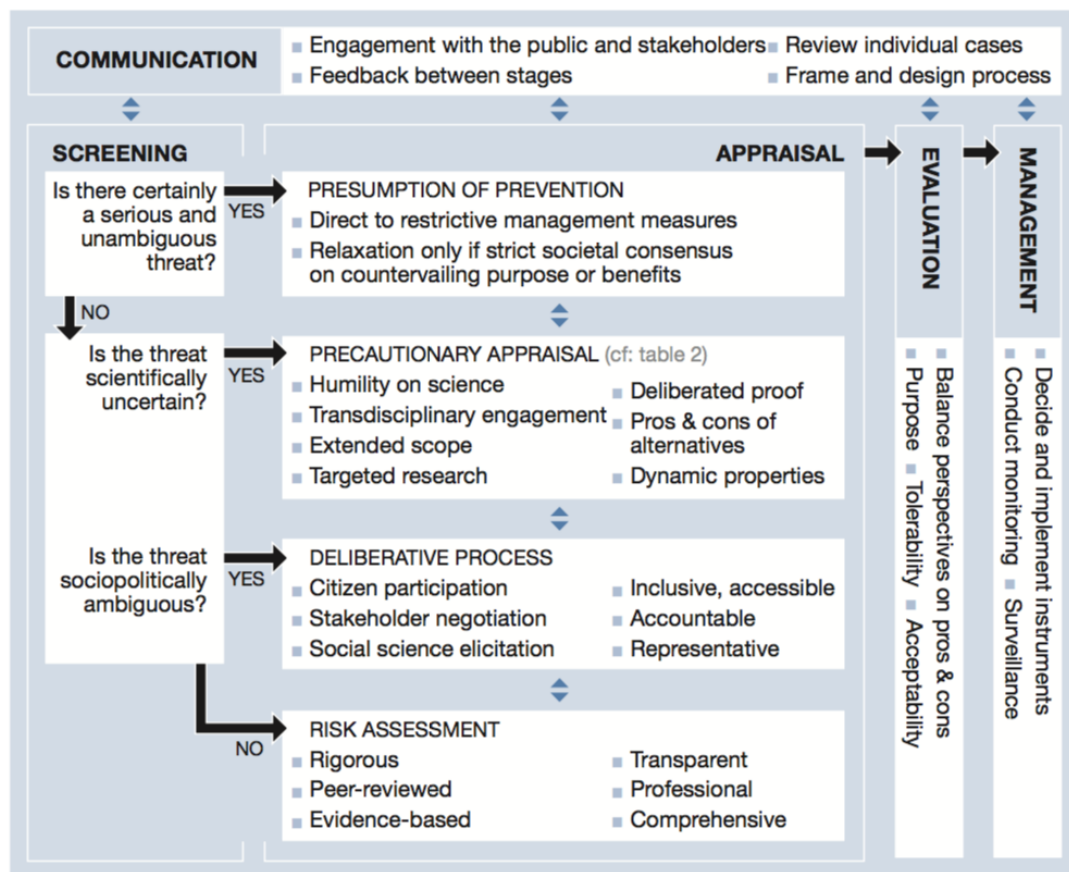 COMMUNICATION
■ Engagement with the public and stakeholders
■ Feedback between stages
■ Review individual cases
■ Frame and design process
SCREENING
Is there certainly
a serious and
unambiguous
threat?
YES
NO
Is the threat
scientifically
uncertain?
YES
Is the threat
sociopolitically
ambiguous?
YES
NO
APPRAISAL
PRESUMPTION OF PREVENTION
■ Direct to restrictive management measures
■ Relaxation only if strict societal consensus
on countervailing purpose or benefits
PRECAUTIONARY APPRAISAL (cf: table 2)
■ Humility on science
■ Transdisciplinary engagement
■ Extended scope
■ Targeted research
■ Deliberated proof
■ Pros & cons of
alternatives
■ Dynamic properties
DELIBERATIVE PROCESS
■ Citizen participation
■ Stakeholder negotiation
■ Social science elicitation
■ Inclusive, accessible
■ Accountable
■ Representative
RISK ASSESSMENT
■ Rigorous
■ Peer-reviewed
■ Evidence-based
■ Transparent
■ Professional
■ Comprehensive
EVALUATION
■ Balance perspectives on pros & cons
■ Purpose ■ Tolerability ■ Acceptability
MANAGEMENT
■ Decide and implement instruments
■ Conduct monitoring ■ Surveillance